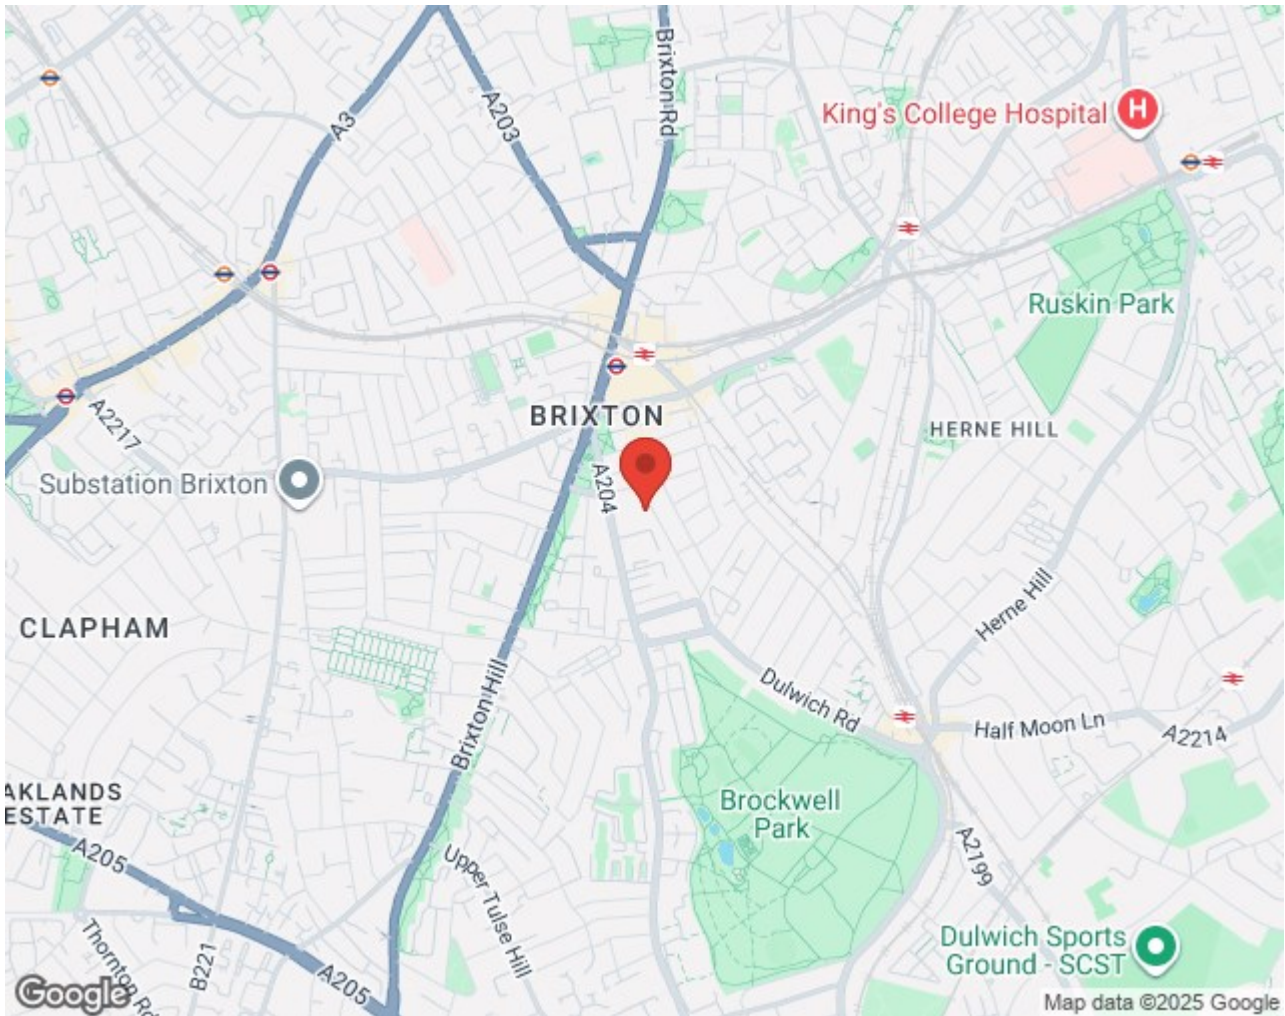 Brixton Rd
A3
A203
King's College Hospital
H
Ruskin Park
BRIXTON
A2217
HERNE HILL
Substation Brixton
A204
Herne Hill
CLAPHAM
Brixton Hill
Dulwich Rd
Half Moon Ln
A2214
AKLANDS
ESTATE
Brockwell
Park
A205
Upper Tulse Hill
A2199
Thornton Rd
B221
A205
Dulwich Sports
Ground - SCST
Google
Map data ©2025 Google